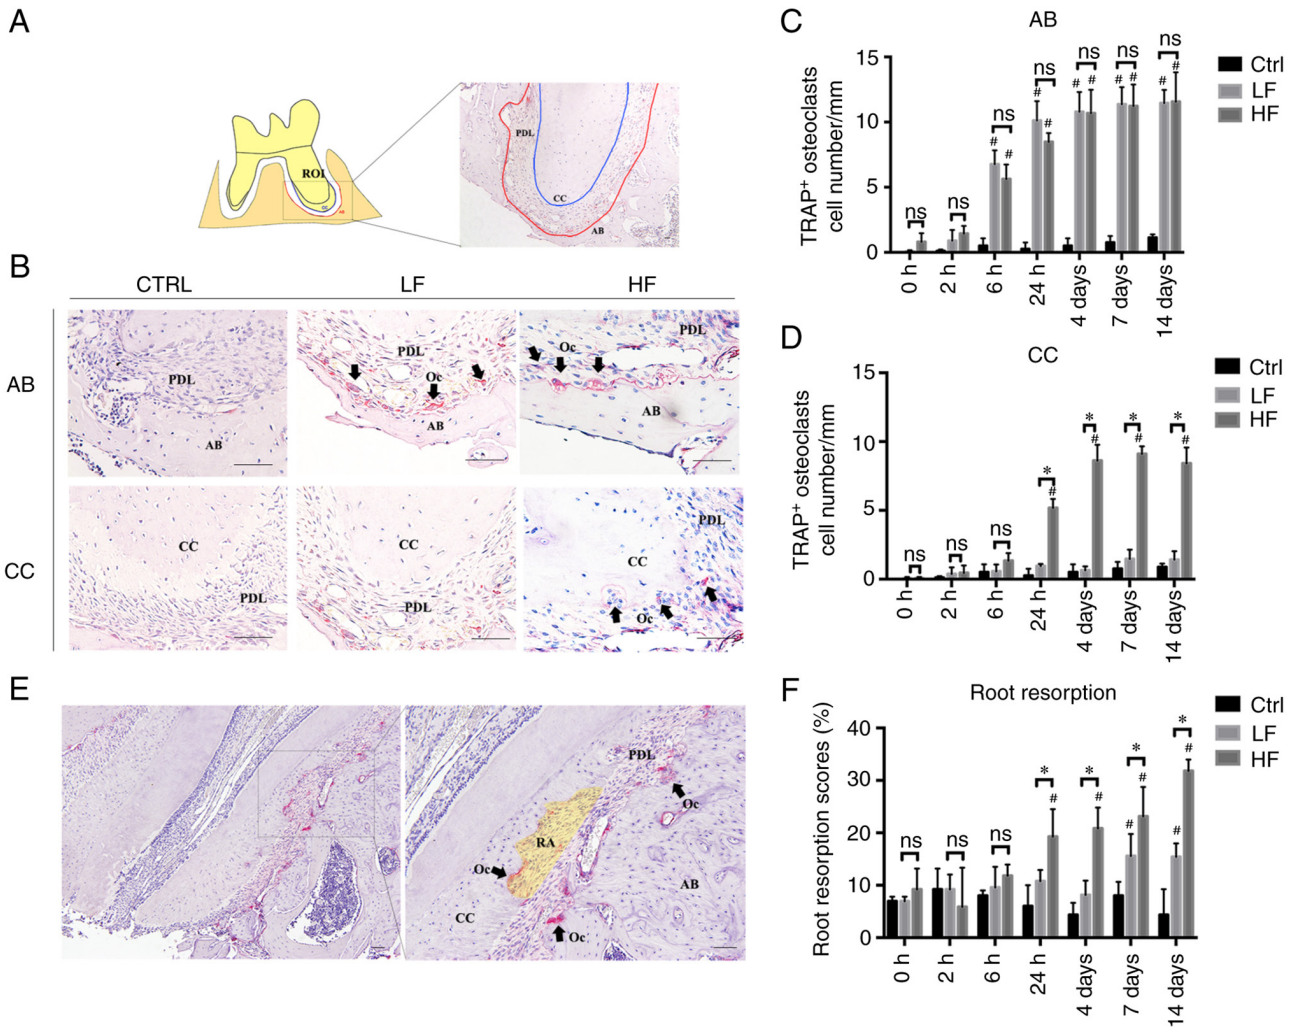 A
ROI
CC
AB
PDL
CC
AB
B
CTRL
LF
HF
AB
PDL
AB
PDL
Oc
AB
PDL
Oc
AB
CC
CC
PDL
CC
PDL
PDL
CC
Oc
E
PDL
Oc
RA
Oc
AB
CC
Oc
C
AB
TRAP+ osteoclasts
cell number/mm
15
10
5
0
ns
ns
ns
ns
ns
ns
ns
# # # # # # # # # #
0 h
2 h
6 h
24 h
4 days
7 days
14 days
Ctrl
LF
HF
D
CC
TRAP+ osteoclasts
cell number/mm
15
10
5
0
ns
ns
ns
* * * *
# # # #
0 h
2 h
6 h
24 h
4 days
7 days
14 days
Ctrl
LF
HF
F
Root resorption
Root resorption scores (%)
40
30
20
10
0
ns
ns
ns
* * * *
# # # # # #
0 h
2 h
6 h
24 h
4 days
7 days
14 days
Ctrl
LF
HF